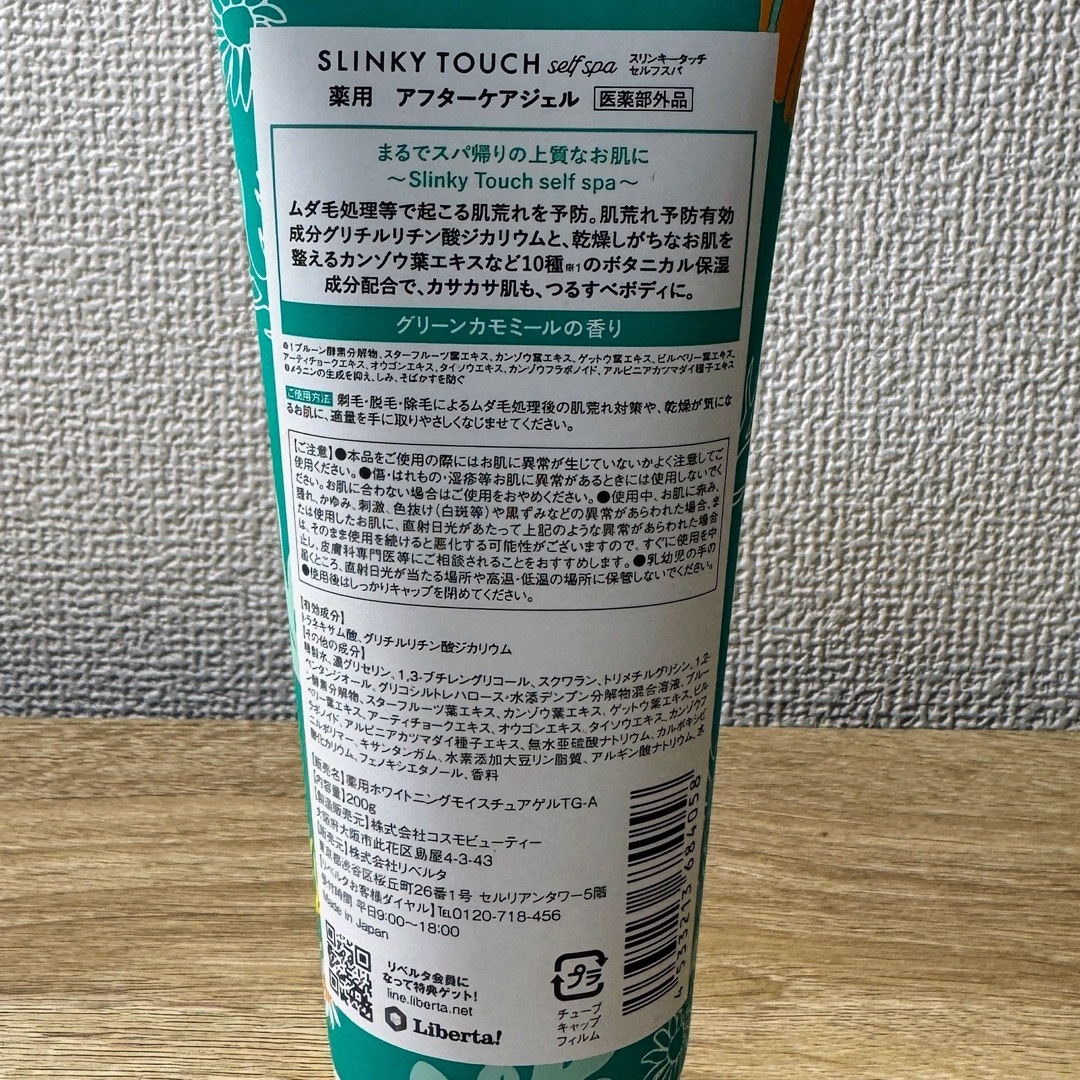 SLINKY TOUCH self spa スリンキータッチ セルフスパ
薬用 アフターケアジェル 医薬部外品
まるでスパ帰りの上質なお肌に
〜Slinky Touch self spa〜
ムダ毛処理等で起こる肌荒れを予防。肌荒れ予防有効
成分グリチルリチン酸ジカリウムと、乾燥しがちなお肌を
整えるカンゾウ葉エキスなど10種※1のボタニカル保湿
成分配合で、カサカサ肌も、つるすべボディに。
グリーンカモミールの香り
※1プルーン酵素分解物、スターフルーツ葉エキス、カンゾウ葉エキス、ゲットウ葉エキス、ビルベリー葉エキス、
アーティチョークエキス、オウゴンエキス、タイソウエキス、カンゾウフラボノイド、アルピニアカツマダイ種子エキス
メラニンの生成を抑え、しみ、そばかすを防ぐ
ご使用方法 剃毛・脱毛・除毛によるムダ毛処理後の肌荒れ対策や、乾燥が気にな
るお肌に、適量を手に取りやさしくなじませてください。
【ご注意】●本品をご使用の際にはお肌に異常が生じていないかよく注意してご
使用ください。●傷・はれもの・湿疹等お肌に異常があるときには使用しないでく
ださい。お肌に合わない場合はご使用をおやめください。●使用中、お肌に赤み、
腫れ、かゆみ、刺激、色抜け(白斑等)や黒ずみなどの異常があらわれた場合、ま
たは使用したお肌に、直射日光があたって上記のような異常があらわれた場合
は、そのまま使用を続けると悪化する可能性がございますので、すぐに使用を中
止し、皮膚科専門医等にご相談されることをおすすめします。●乳幼児の手の
届くところ、直射日光が当たる場所や高温・低温の場所に保管しないでください。
●使用後はしっかりキャップを閉めてください。
【有効成分】
トラネキサム酸、グリチルリチン酸ジカリウム
【その他の成分】
精製水、濃グリセリン、1,3-ブチレングリコール、スクワラン、トリメチルグリシン、1,2-
ペンタンジオール、グリコシルトレハロース・水添デンプン分解物混合溶液、プルー
ン酵素分解物、スターフルーツ葉エキス、カンゾウ葉エキス、ゲットウ葉エキス、ビル
ベリー葉エキス、アーティチョークエキス、オウゴンエキス、タイソウエキス、カンゾウフ
ラボノイド、アルピニアカツマダイ種子エキス、無水亜硫酸ナトリウム、カルボキシビ
ニルポリマー、キサンタンガム、水素添加大豆リン脂質、アルギン酸ナトリウム、水
酸化カリウム、フェノキシエタノール、香料
【販売名】薬用ホワイトニングモイスチュアゲルTG-A
【内容量】200g
【製造販売元】株式会社コスモビューティー
大阪府大阪市此花区島屋4-3-43
【販売元】株式会社リベルタ
東京都渋谷区桜丘町26番1号 セルリアンタワー5階
【リベルタお客様ダイヤル】TEL0120-718-456
受付時間 平日9:00〜18:00
Made in Japan
リベルタ会員に
なって特典ゲット!
line.liberta.net
Liberta!
プラ
チューブ
キャップ
フィルム
4 535213 684058